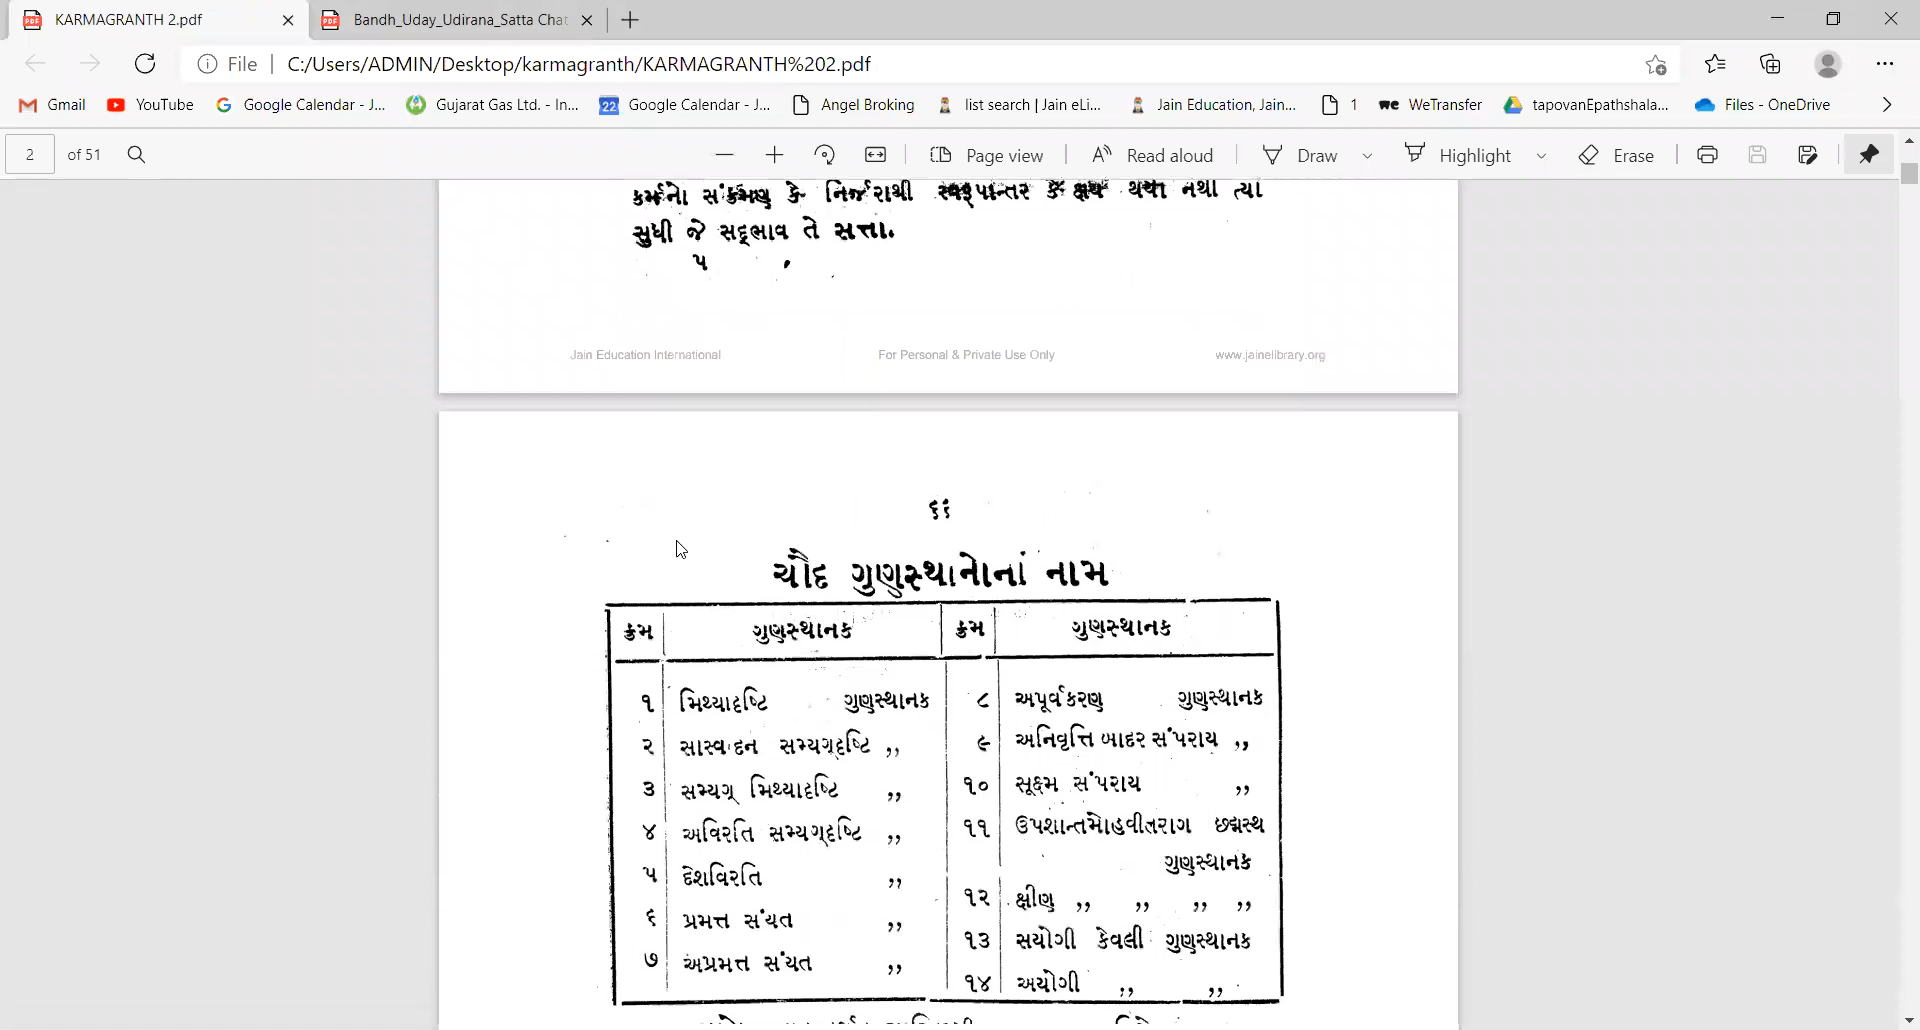 KARMAGRANTH 2.pdf
Bandh_Uday_Udirana_Satta Chat
File
C:/Users/ADMIN/Desktop/karmagranth/KARMAGRANTH%202.pdf
Gmail YouTube Google Calendar - J... Gujarat Gas Ltd. - In... Google Calendar - J... Angel Broking list search | Jain eLi... Jain Education, Jain... 1 WeTransfer tapovanEpathshala... Files - OneDrive
2 of 51 Page view Read aloud Draw Highlight Erase
કર્મનો સંક્રમણ કે નિર્જરાથી સ્વરૂપાન્તર કે ક્ષય થયો નથી ત્યાં
સુધી જે સદ્ભાવ તે સત્તા.
૫
Jain Education International For Personal & Private Use Only www.jainelibrary.org
૬૬
ચૌદ ગુણસ્થાનોનાં નામ
ક્રમ ગુણસ્થાનક ક્રમ ગુણસ્થાનક
૧ મિથ્યાદૃષ્ટિ ગુણસ્થાનક ૮ અપૂર્વકરણ ગુણસ્થાનક
૨ સાસ્વાદન સમ્યગ્દૃષ્ટિ ,, ૯ અનિવૃત્તિ બાદર સંપરાય ,,
૩ સમ્યગ્ મિથ્યાદૃષ્ટિ ,, ૧૦ સૂક્ષ્મ સંપરાય ,,
૪ અવિરતિ સમ્યગ્દૃષ્ટિ ,, ૧૧ ઉપશાન્તમોહવીતરાગ છદ્મસ્થ
ગુણસ્થાનક
૫ દેશવિરતિ ,, ૧૨ ક્ષીણ ,, ,, ,, ,,
૬ પ્રમત્ત સંયત ,, ૧૩ સયોગી કેવલી ગુણસ્થાનક
૭ અપ્રમત્ત સંયત ,, ૧૪ અયોગી ,, ,,